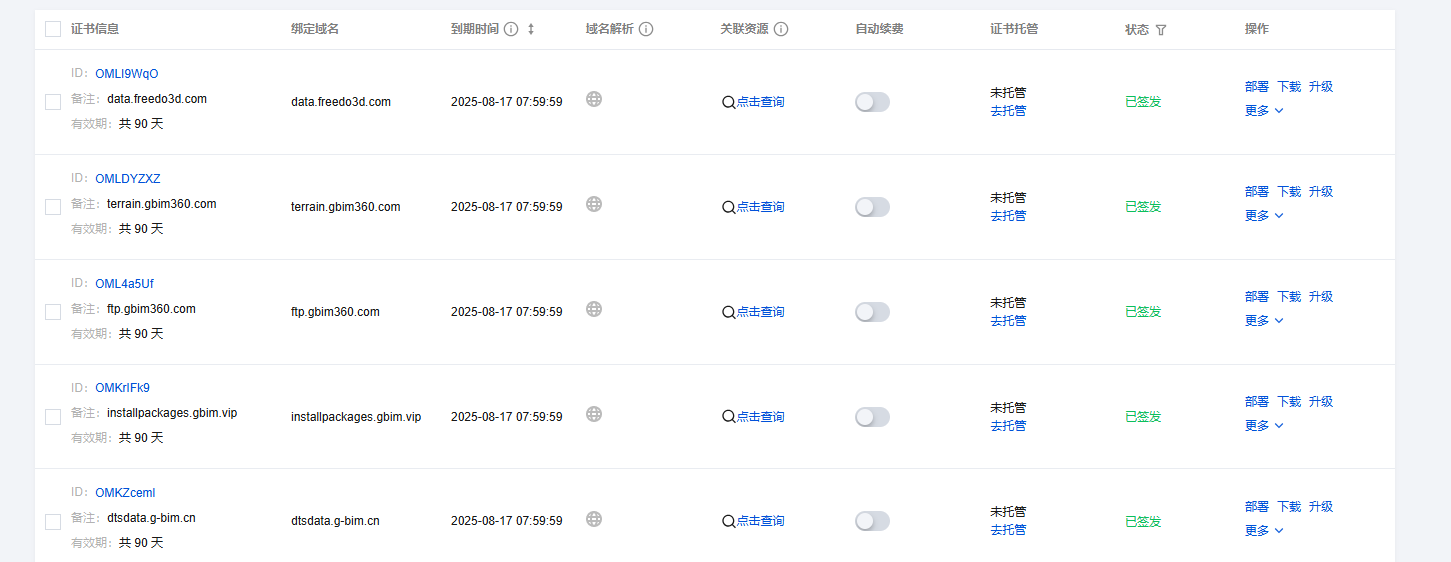 证书信息 绑定域名 到期时间 域名解析 关联资源 自动续费 证书托管 状态 操作
ID： OMLI9WqO
备注： data.freedo3d.com
有效期： 共 90 天
data.freedo3d.com 2025-08-17 07:59:59 点击查询
未托管
去托管
已签发
部署 下载 升级
更多
ID： OMLDYZXZ
备注： terrain.gbim360.com
有效期： 共 90 天
terrain.gbim360.com 2025-08-17 07:59:59 点击查询
未托管
去托管
已签发
部署 下载 升级
更多
ID： OML4a5Uf
备注： ftp.gbim360.com
有效期： 共 90 天
ftp.gbim360.com 2025-08-17 07:59:59 点击查询
未托管
去托管
已签发
部署 下载 升级
更多
ID： OMKrIFk9
备注： installpackages.gbim.vip
有效期： 共 90 天
installpackages.gbim.vip 2025-08-17 07:59:59 点击查询
未托管
去托管
已签发
部署 下载 升级
更多
ID： OMKZcemI
备注： dtsdata.g-bim.cn
有效期： 共 90 天
dtsdata.g-bim.cn 2025-08-17 07:59:59 点击查询
未托管
去托管
已签发
部署 下载 升级
更多